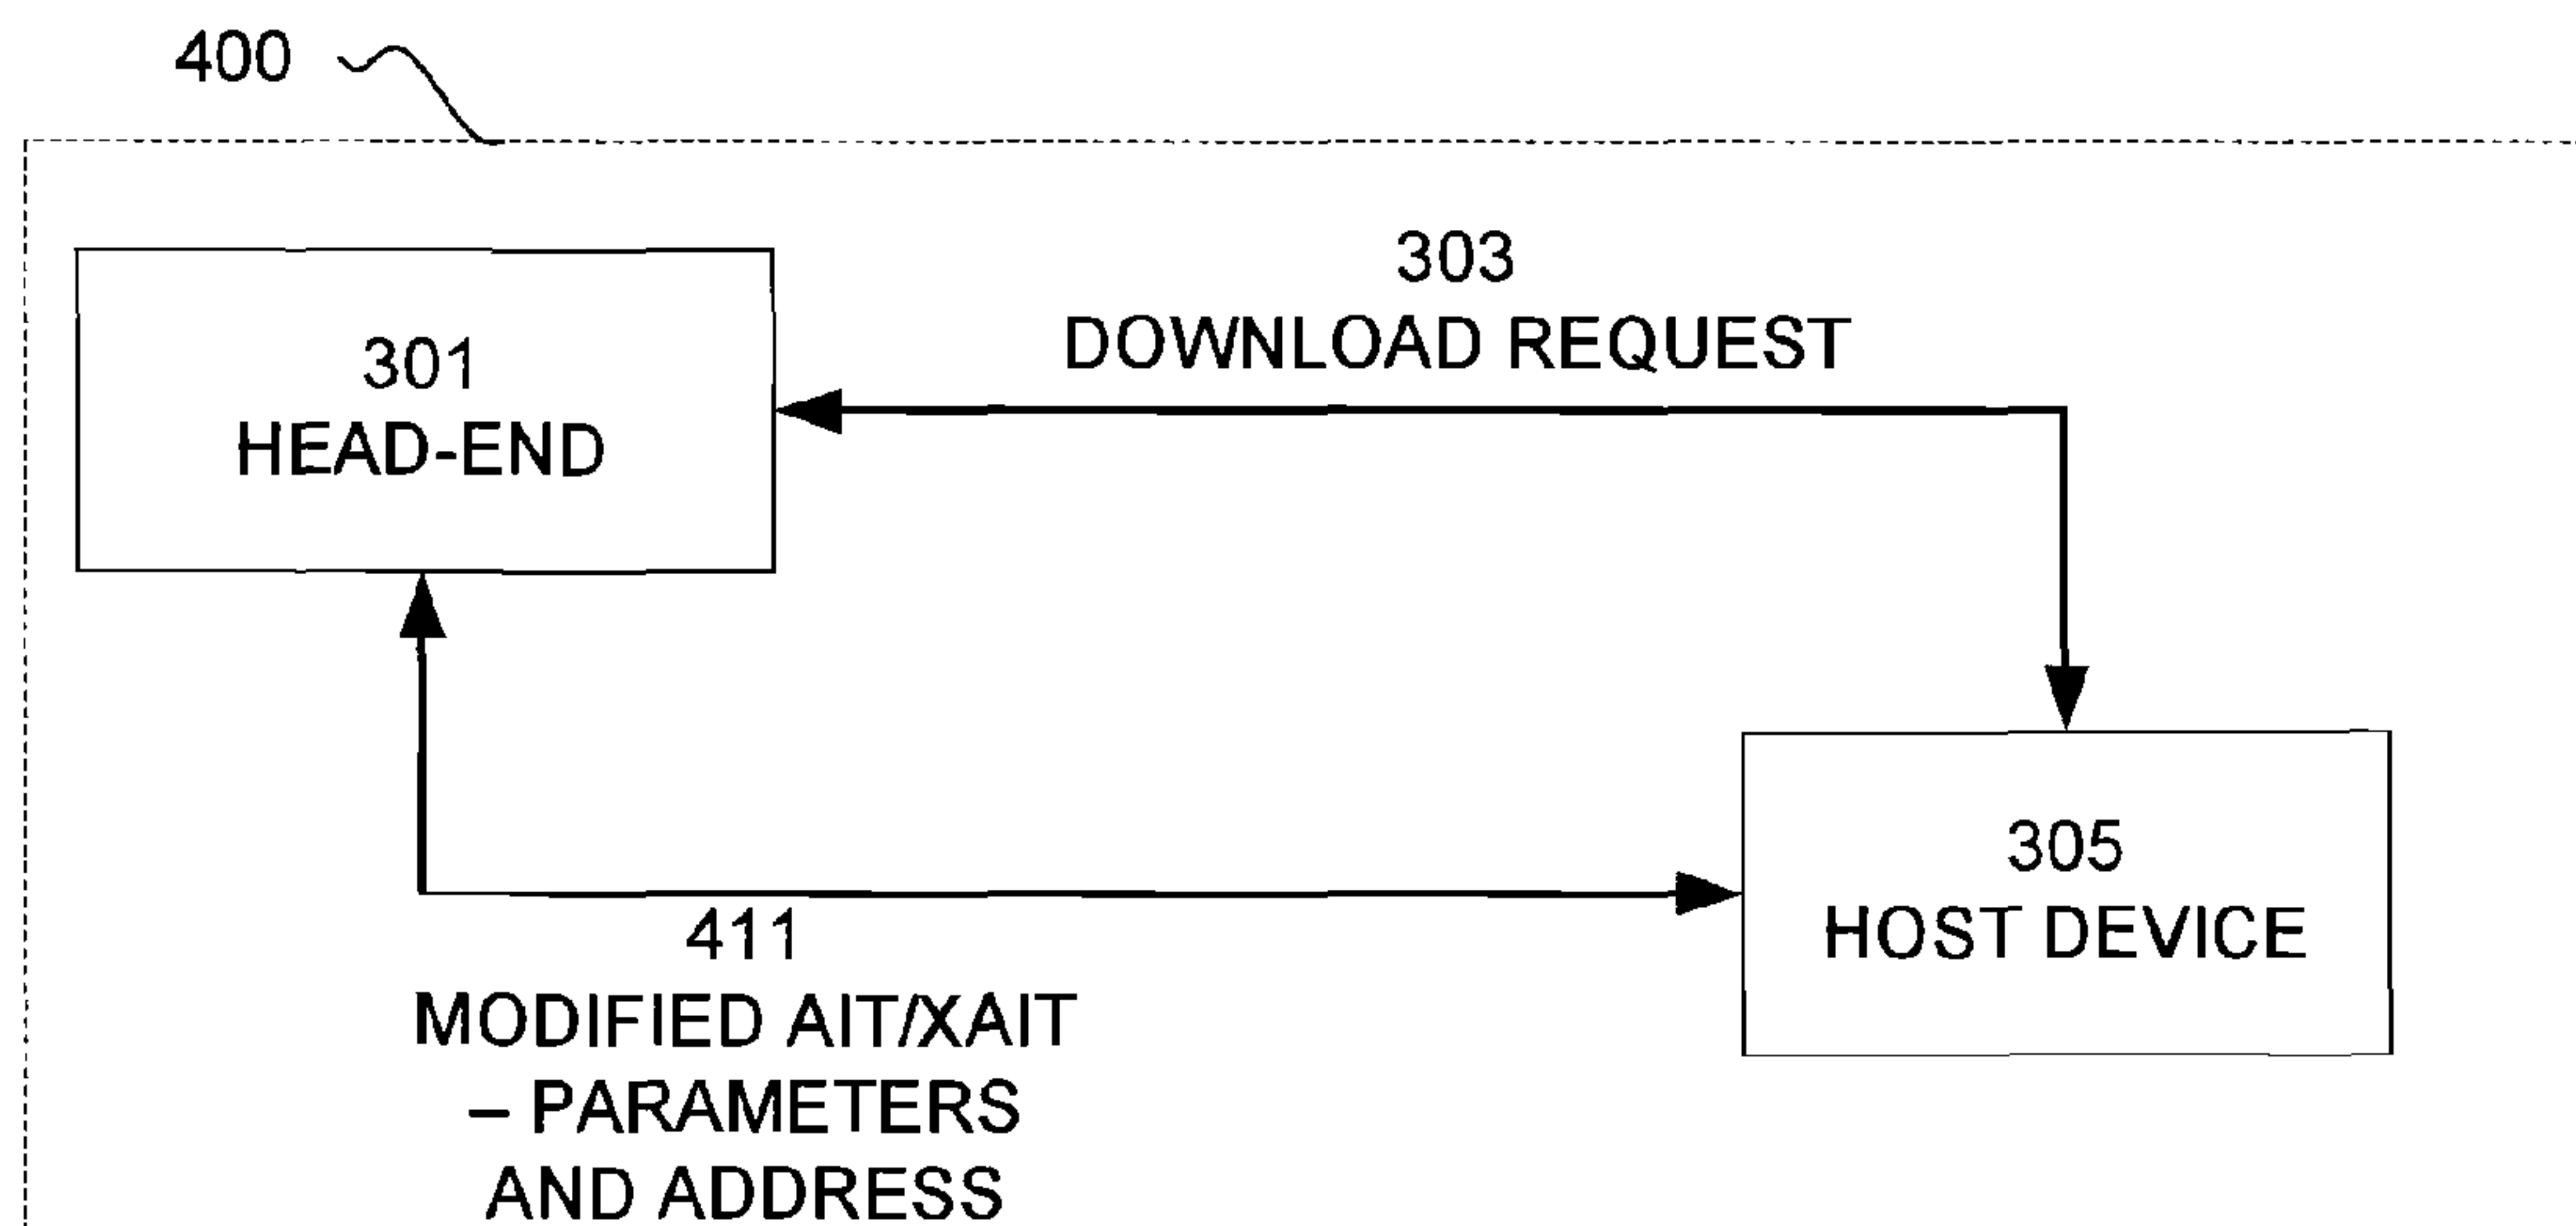 400
303
DOWNLOAD REQUEST
301
HEAD-END
305
HOST DEVICE
411
MODIFIED AIT/XAIT
– PARAMETERS
AND ADDRESS